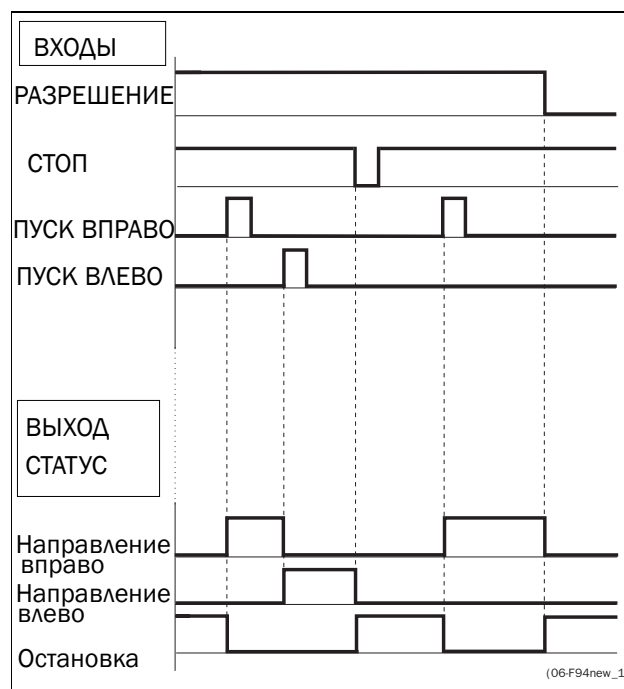 ВХОДЫ
РАЗРЕШЕНИЕ
СТОП
ПУСК ВПРАВО
ПУСК ВЛЕВО
ВЫХОД
СТАТУС
Направление
вправо
Направление
влево
Остановка
(06-F94new_1